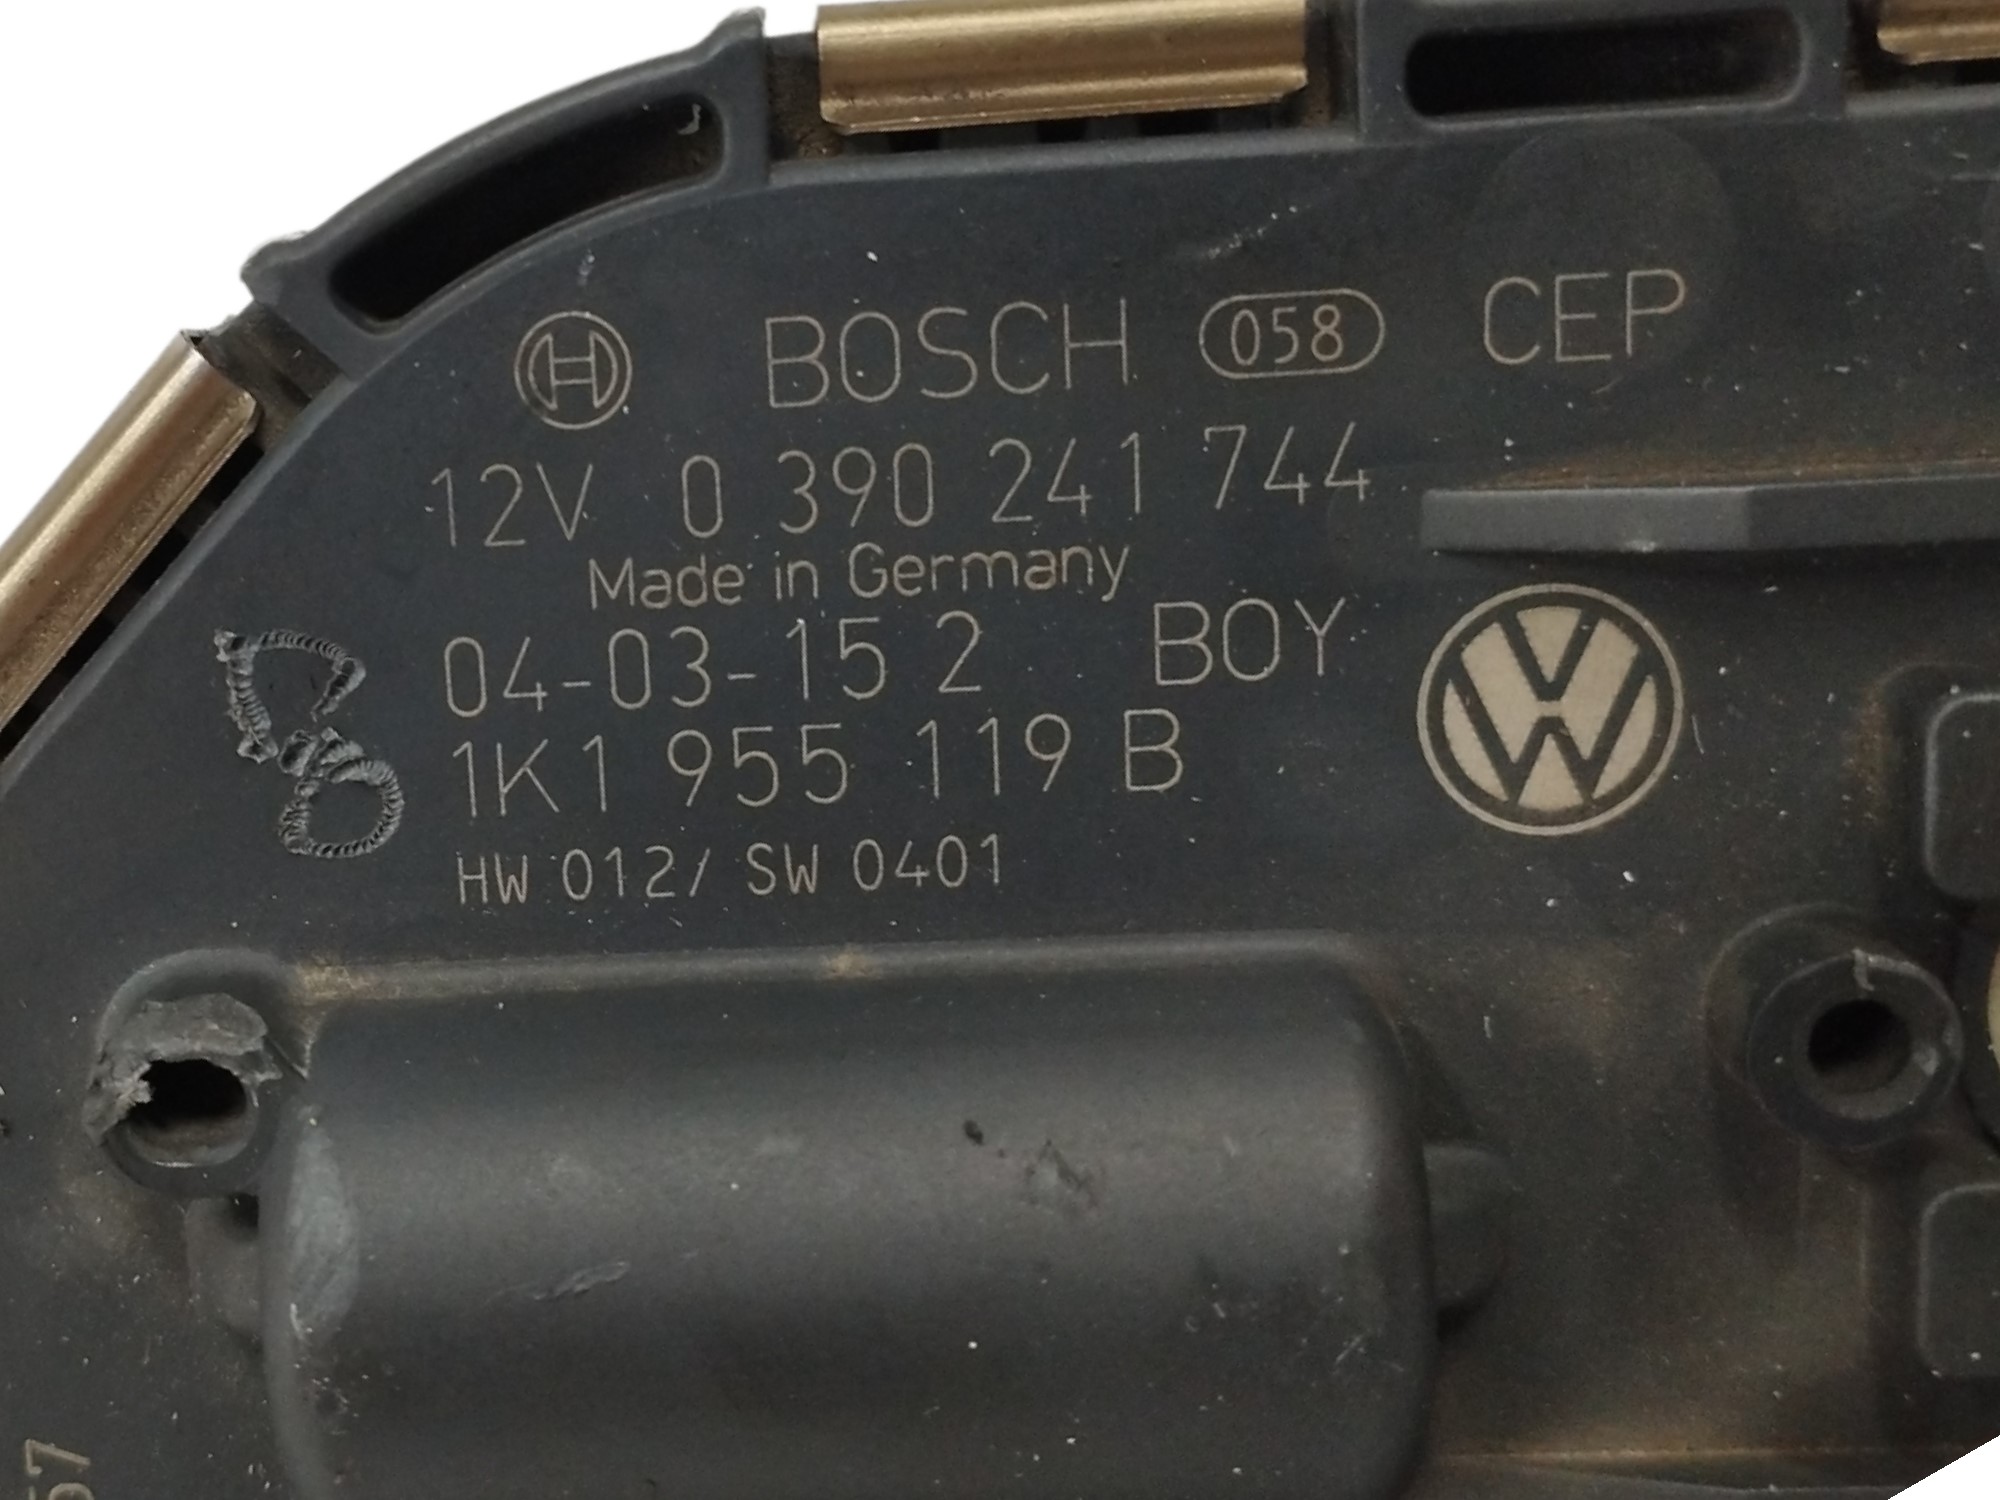 BOSCH 058 CEP
12V 0 390 241 744
Made in Germany
04-03-15 2 BOY
1K1 955 119 B
HW 012/ SW 0401